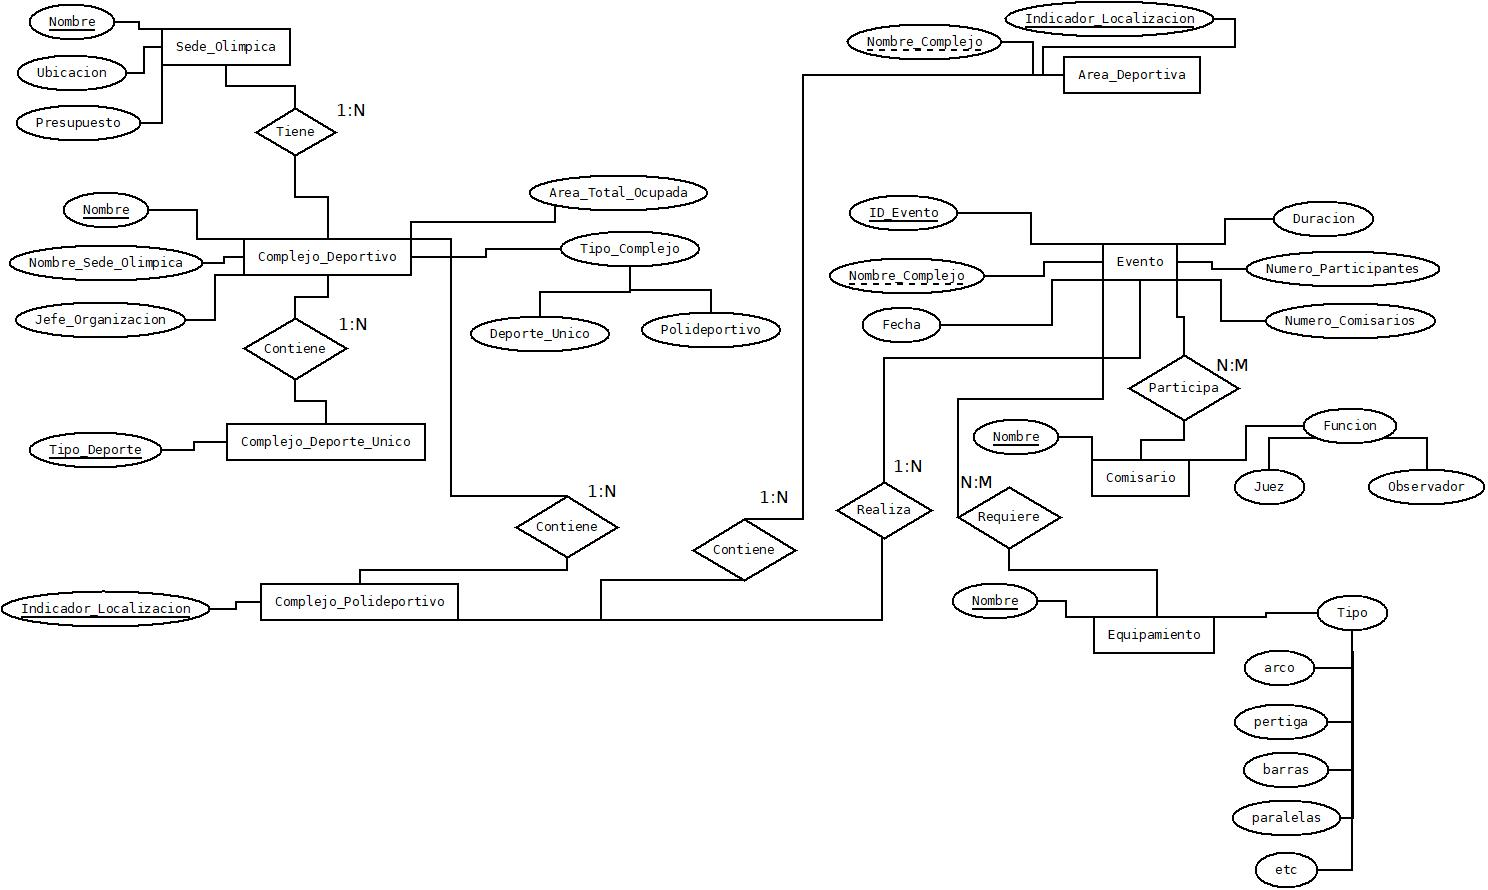 Nombre
Sede_Olimpica
Ubicacion
Presupuesto
1:N
Tiene
Nombre
Nombre_Sede_Olimpica
Complejo_Deportivo
Jefe_Organizacion
Area_Total_Ocupada
Tipo_Complejo
Deporte_Unico
Polideportivo
1:N
Contiene
Tipo_Deporte
Complejo_Deporte_Unico
1:N
Contiene
Indicador_Localizacion
Complejo_Polideportivo
1:N
Contiene
Nombre_Complejo
Indicador_Localizacion
Area_Deportiva
ID_Evento
Nombre_Complejo
Fecha
Evento
Duracion
Numero_Participantes
Numero_Comisarios
N:M
Participa
Nombre
Comisario
Funcion
Juez
Observador
1:N
Realiza
N:M
Requiere
Nombre
Equipamiento
Tipo
arco
pertiga
barras
paralelas
etc